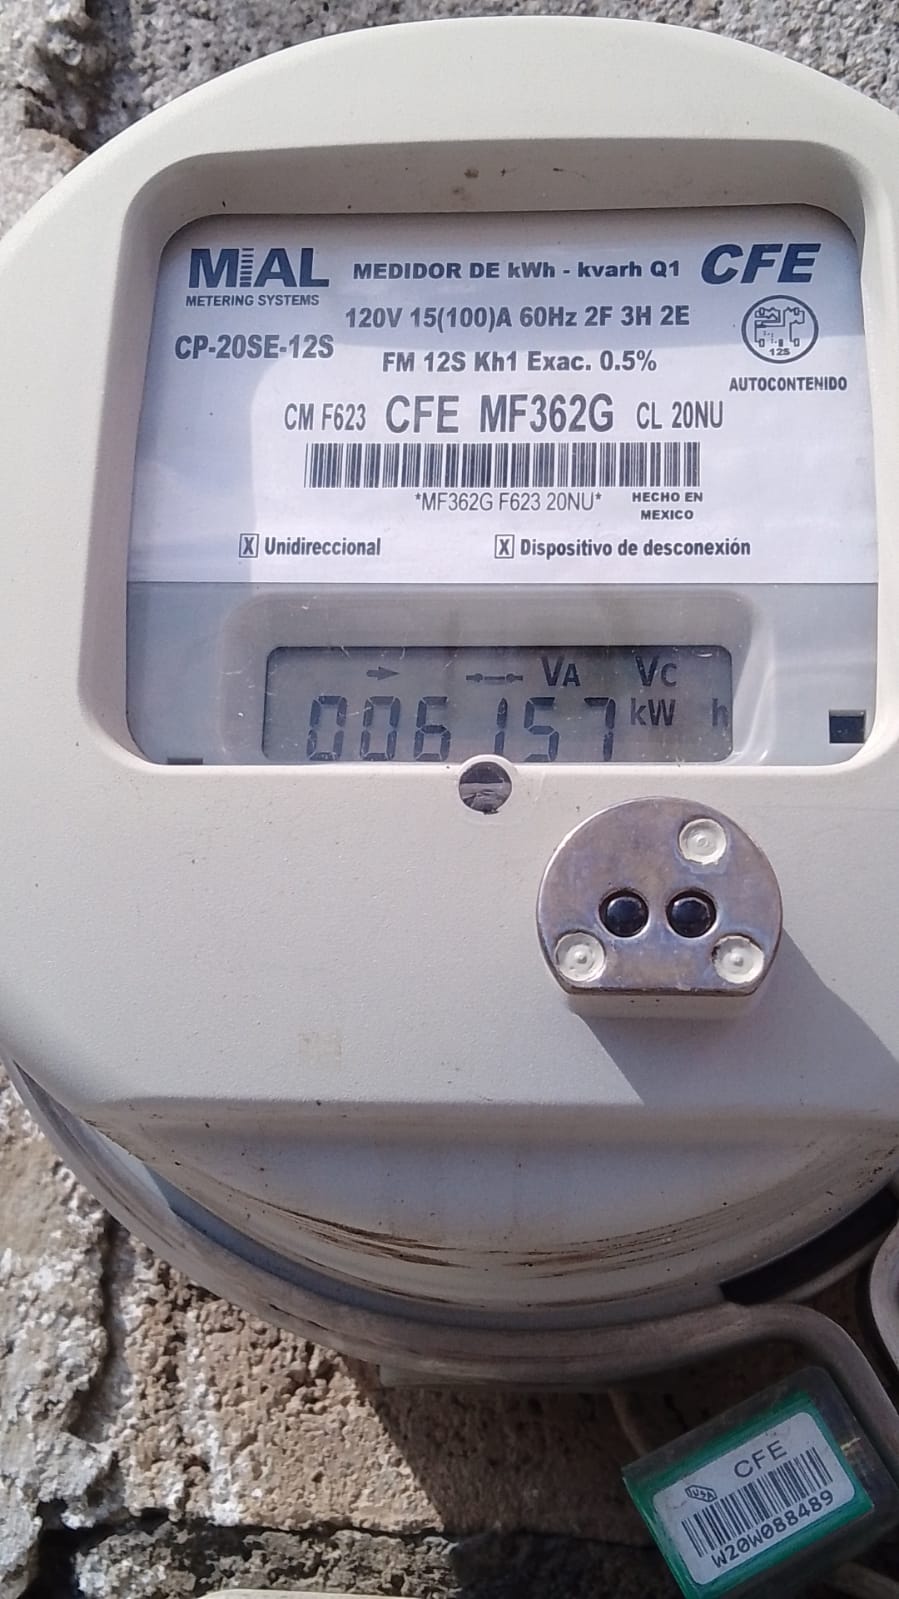 MIAL
METERING SYSTEMS
MEDIDOR DE kWh - kvarh Q1
CFE
120V 15(100)A 60Hz 2F 3H 2E
CP-20SE-12S
FM 12S Kh1 Exac. 0.5%
12S
AUTOCONTENIDO
CM F623 CFE MF362G CL 20NU
*MF362G F623 20NU*
HECHO EN
MEXICO
X Unidireccional
X Dispositivo de desconexión
VA VC
006157 kW h
CFE
IUSA
W20W088489